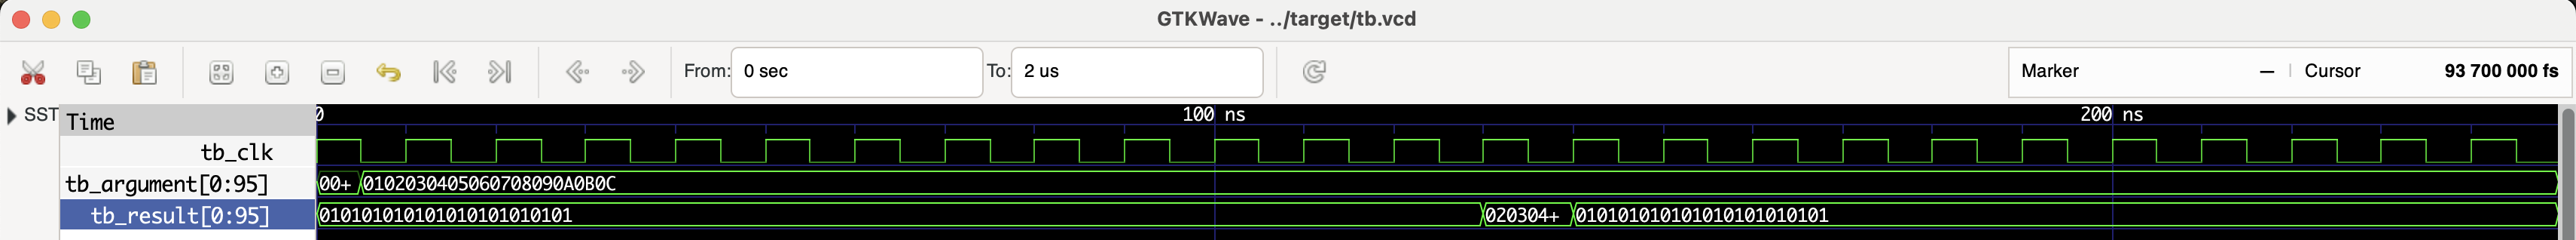 GTKWave - ../target/tb.vcd
From: 0 sec To: 2 us Marker — | Cursor 93 700 000 fs
SST Time 0 100 ns 200 ns
tb_clk
tb_argument[0:95] 00+ 0102030405060708090A0B0C
tb_result[0:95] 010101010101010101010101 020304+ 010101010101010101010101